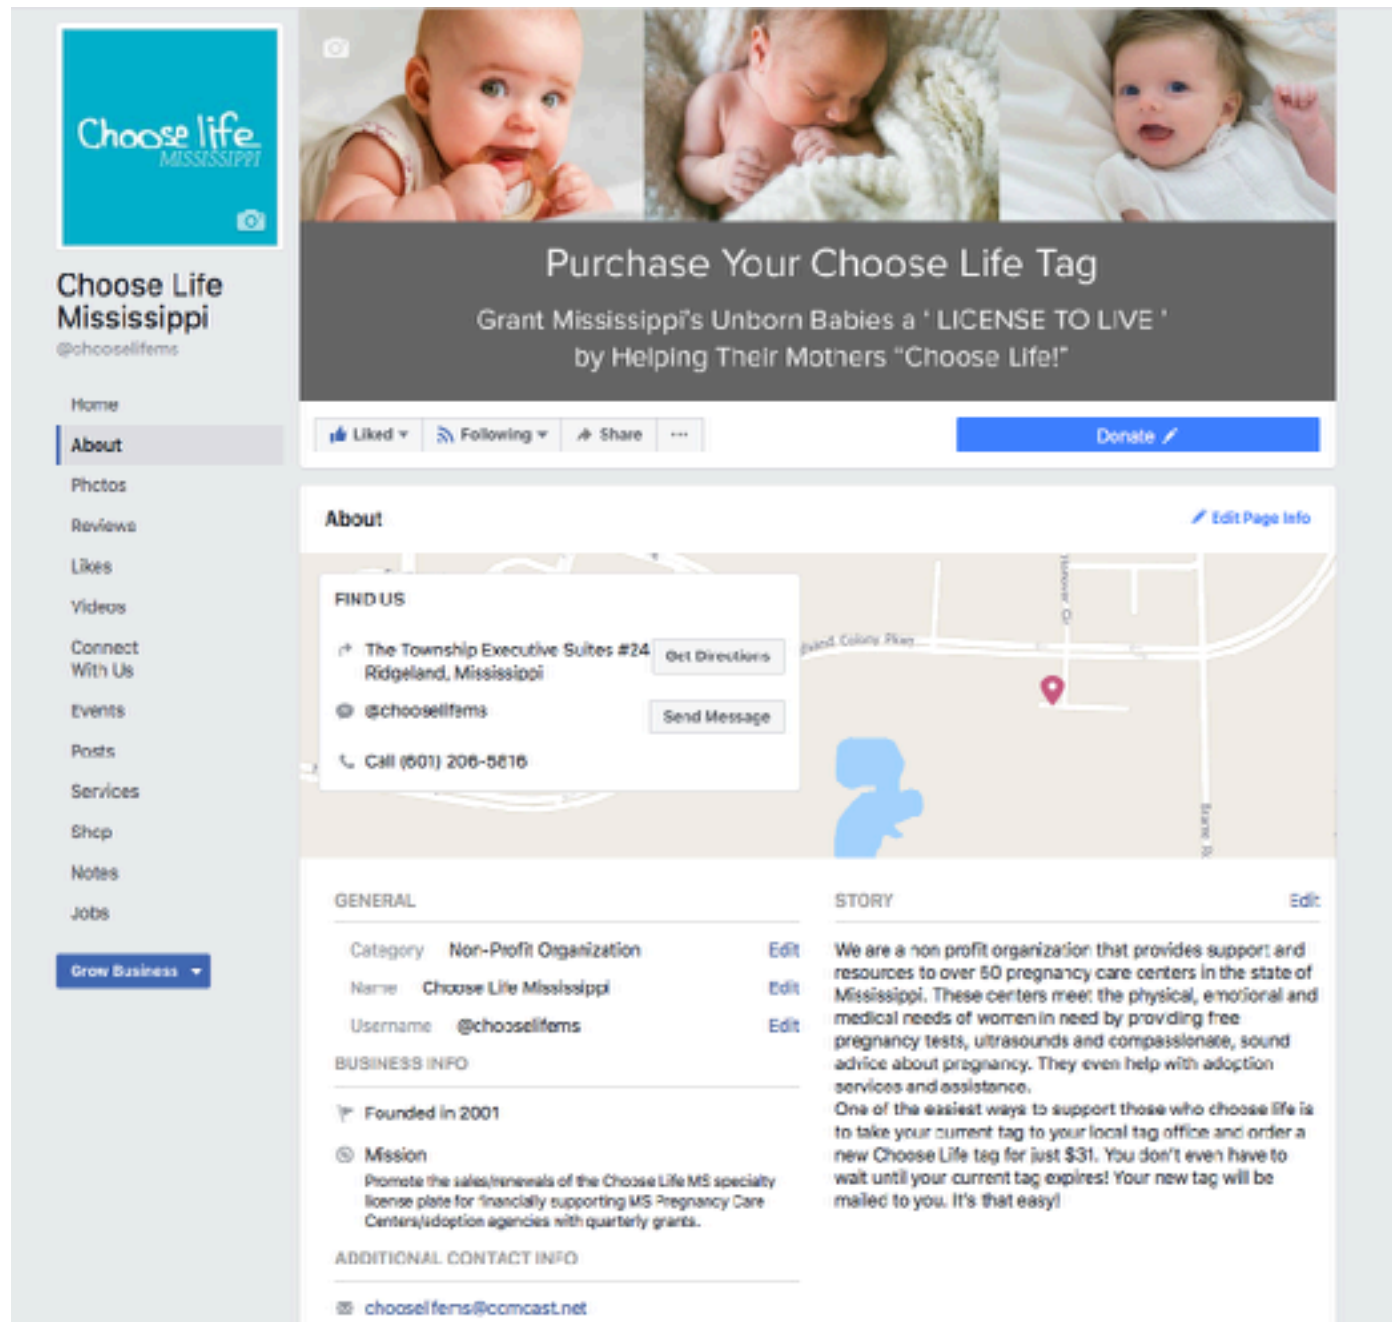 Choose life
MISSISSIPPI
Choose Life
Mississippi
@chooselifems
Home
About
Photos
Reviews
Likes
Videos
Connect
With Us
Events
Posts
Services
Shop
Notes
Jobs
Grow Business
Purchase Your Choose Life Tag
Grant Mississippi's Unborn Babies a ' LICENSE TO LIVE '
by Helping Their Mothers "Choose Life!"
Liked
Following
Share
Donate
About
Edit Page Info
FIND US
The Township Executive Suites #24
Ridgeland, Mississippi
Get Directions
@chooselifems
Send Message
Call (601) 206-5816
Colony Pkwy
GENERAL
Category Non-Profit Organization Edit
Name Choose Life Mississippi Edit
Username @chooselifems Edit
BUSINESS INFO
Founded in 2001
Mission
Promote the sales/renewals of the Choose Life MS specialty
license plate for financially supporting MS Pregnancy Care
Centers/adoption agencies with quarterly grants.
ADDITIONAL CONTACT INFO
chooselifems@comcast.net
STORY Edit
We are a non profit organization that provides support and
resources to over 50 pregnancy care centers in the state of
Mississippi. These centers meet the physical, emotional and
medical needs of women in need by providing free
pregnancy tests, ultrasounds and compassionate, sound
advice about pregnancy. They even help with adoption
services and assistance.
One of the easiest ways to support those who choose life is
to take your current tag to your local tag office and order a
new Choose Life tag for just $31. You don't even have to
wait until your current tag expires! Your new tag will be
mailed to you. It's that easy!